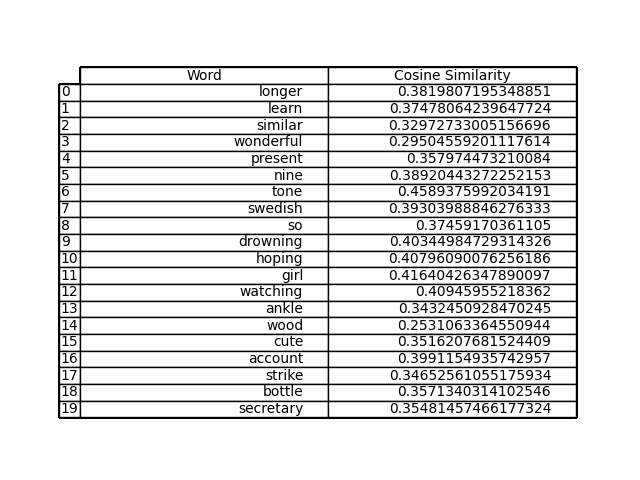 Word Cosine Similarity
0 longer 0.3819807195348851
1 learn 0.37478064239647724
2 similar 0.32972733005156696
3 wonderful 0.29504559201117614
4 present 0.357974473210084
5 nine 0.38920443272252153
6 tone 0.4589375992034191
7 swedish 0.39303988846276333
8 so 0.37459170361105
9 drowning 0.40344984729314326
10 hoping 0.40796090076256186
11 girl 0.41640426347890097
12 watching 0.40945955218362
13 ankle 0.3432450928470245
14 wood 0.2531063364550944
15 cute 0.3516207681524409
16 account 0.3991154935742957
17 strike 0.34652561055175934
18 bottle 0.3571340314102546
19 secretary 0.35481457466177324